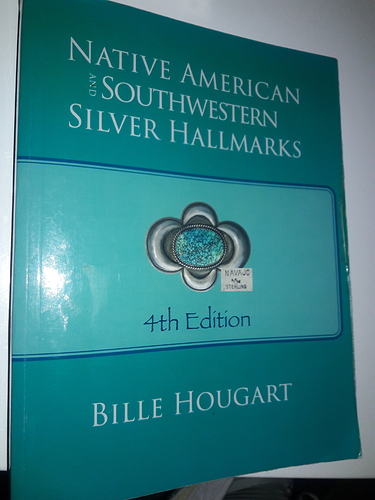 NATIVE AMERICAN
AND SOUTHWESTERN
SILVER HALLMARKS
NAVAJO
STERLING
4th Edition
BILLE HOUGART